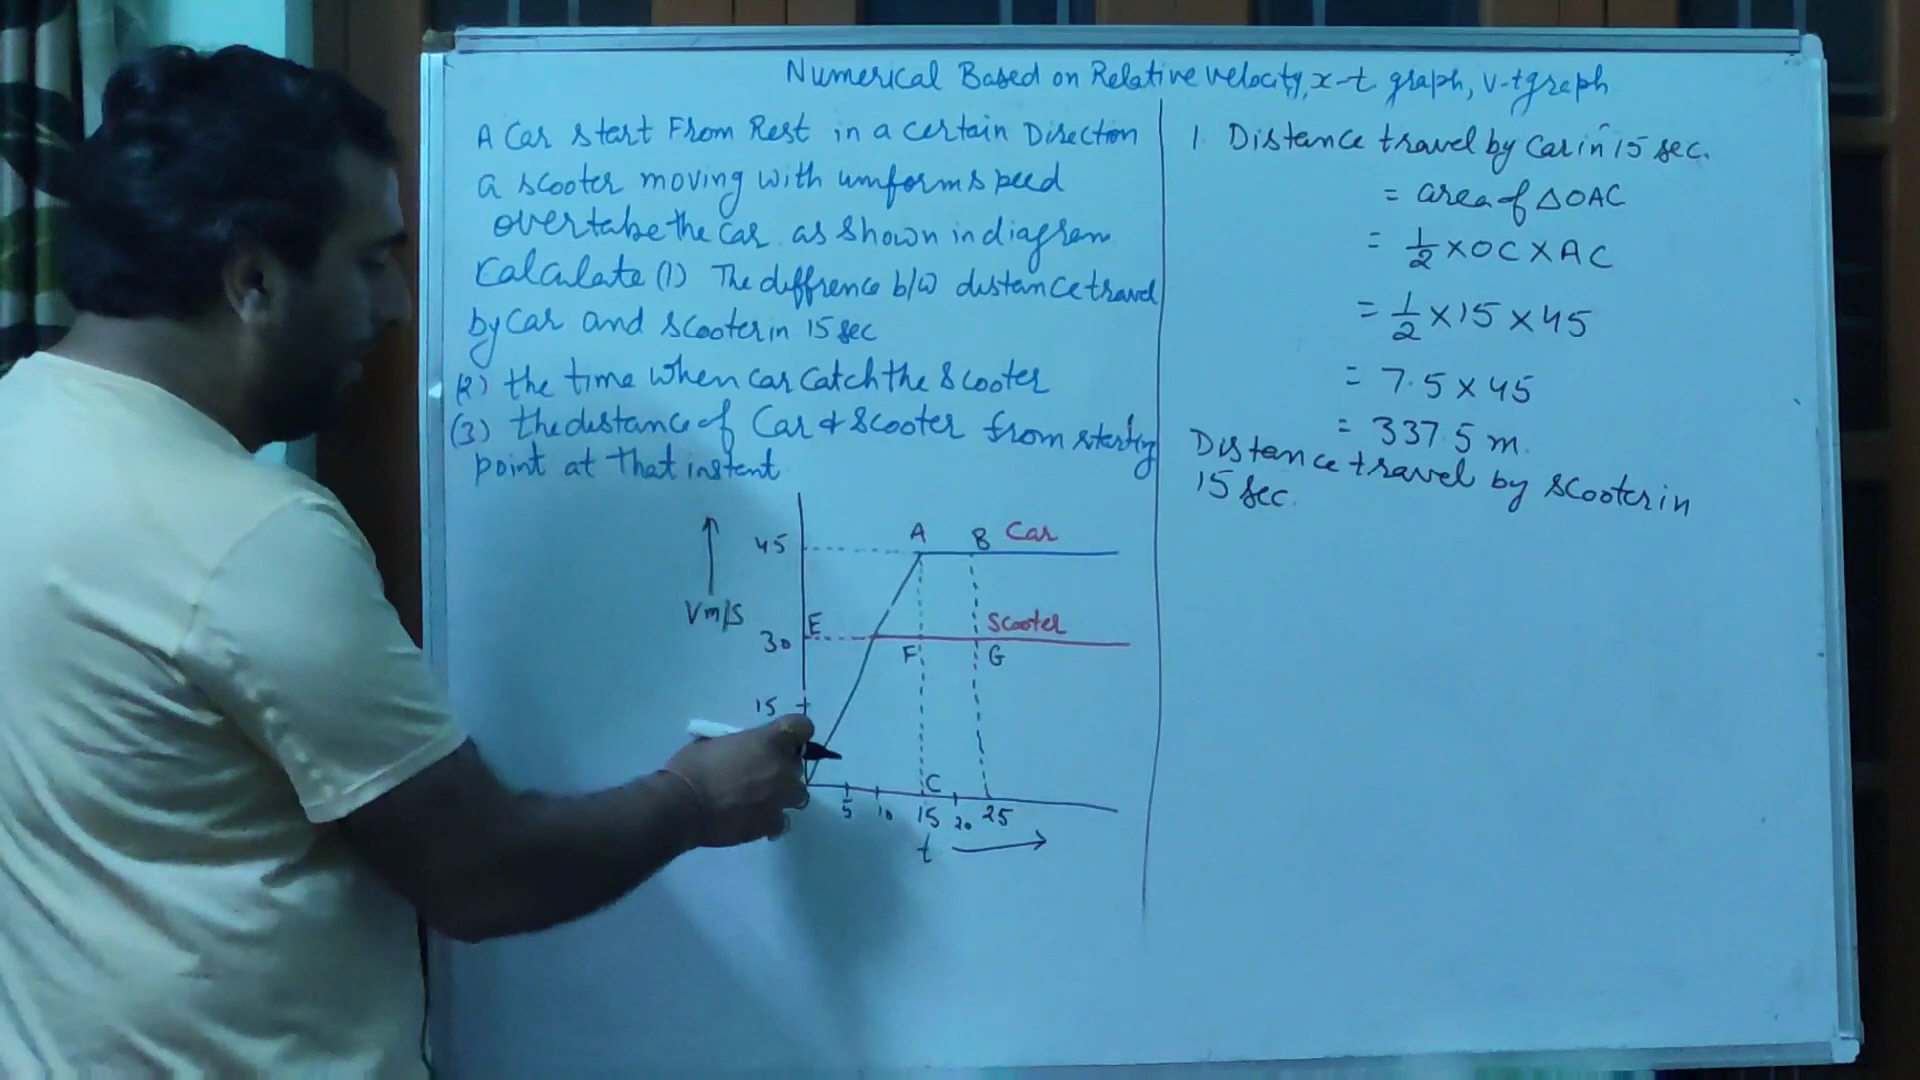 Numerical Based on Relative velocity, x-t graph, v-t graph
A Car start From Rest in a certain Direction
a scooter moving with uniform speed
overtake the car as shown in diagram
Calculate (1) The diffrence b/w distance travel
by Car and scooter in 15 sec
(2) the time when car catch the scooter
(3) the distance of Car & scooter from starting
point at that instent
1. Distance travel by Car in 15 sec.
= area of △OAC
= 1/2 × OC × AC
= 1/2 × 15 × 45
= 7.5 × 45
= 337.5 m.
Distance travel by scooter in
15 sec.
45
A
B
Car
V m/s
30
E
scooter
F
G
15
C
5
10
15
20
25
t